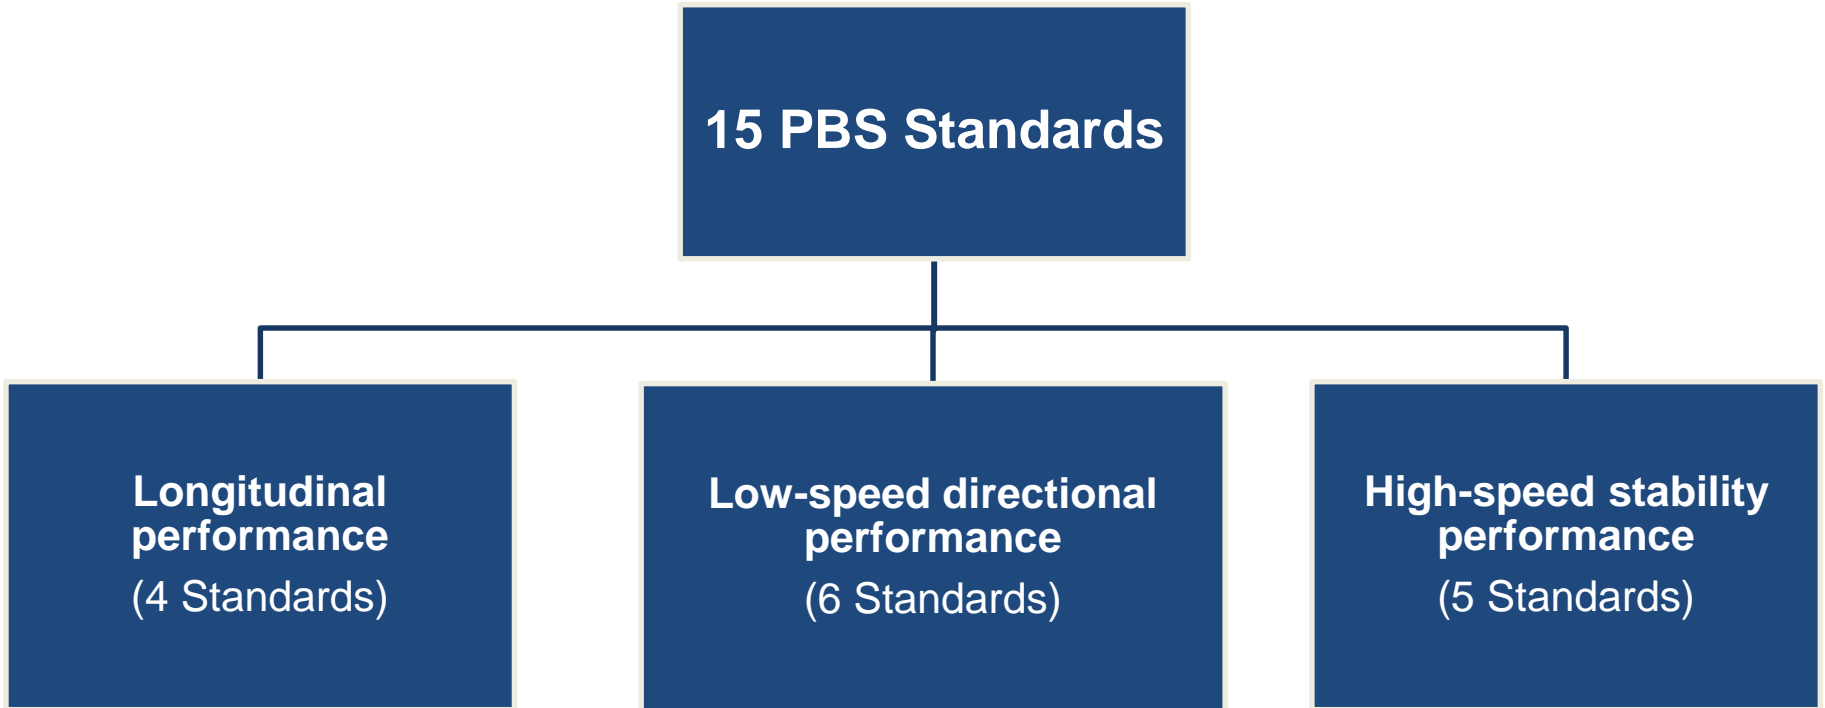 15 PBS Standards
Longitudinal
performance
(4 Standards)
Low-speed directional
performance
(6 Standards)
High-speed stability
performance
(5 Standards)